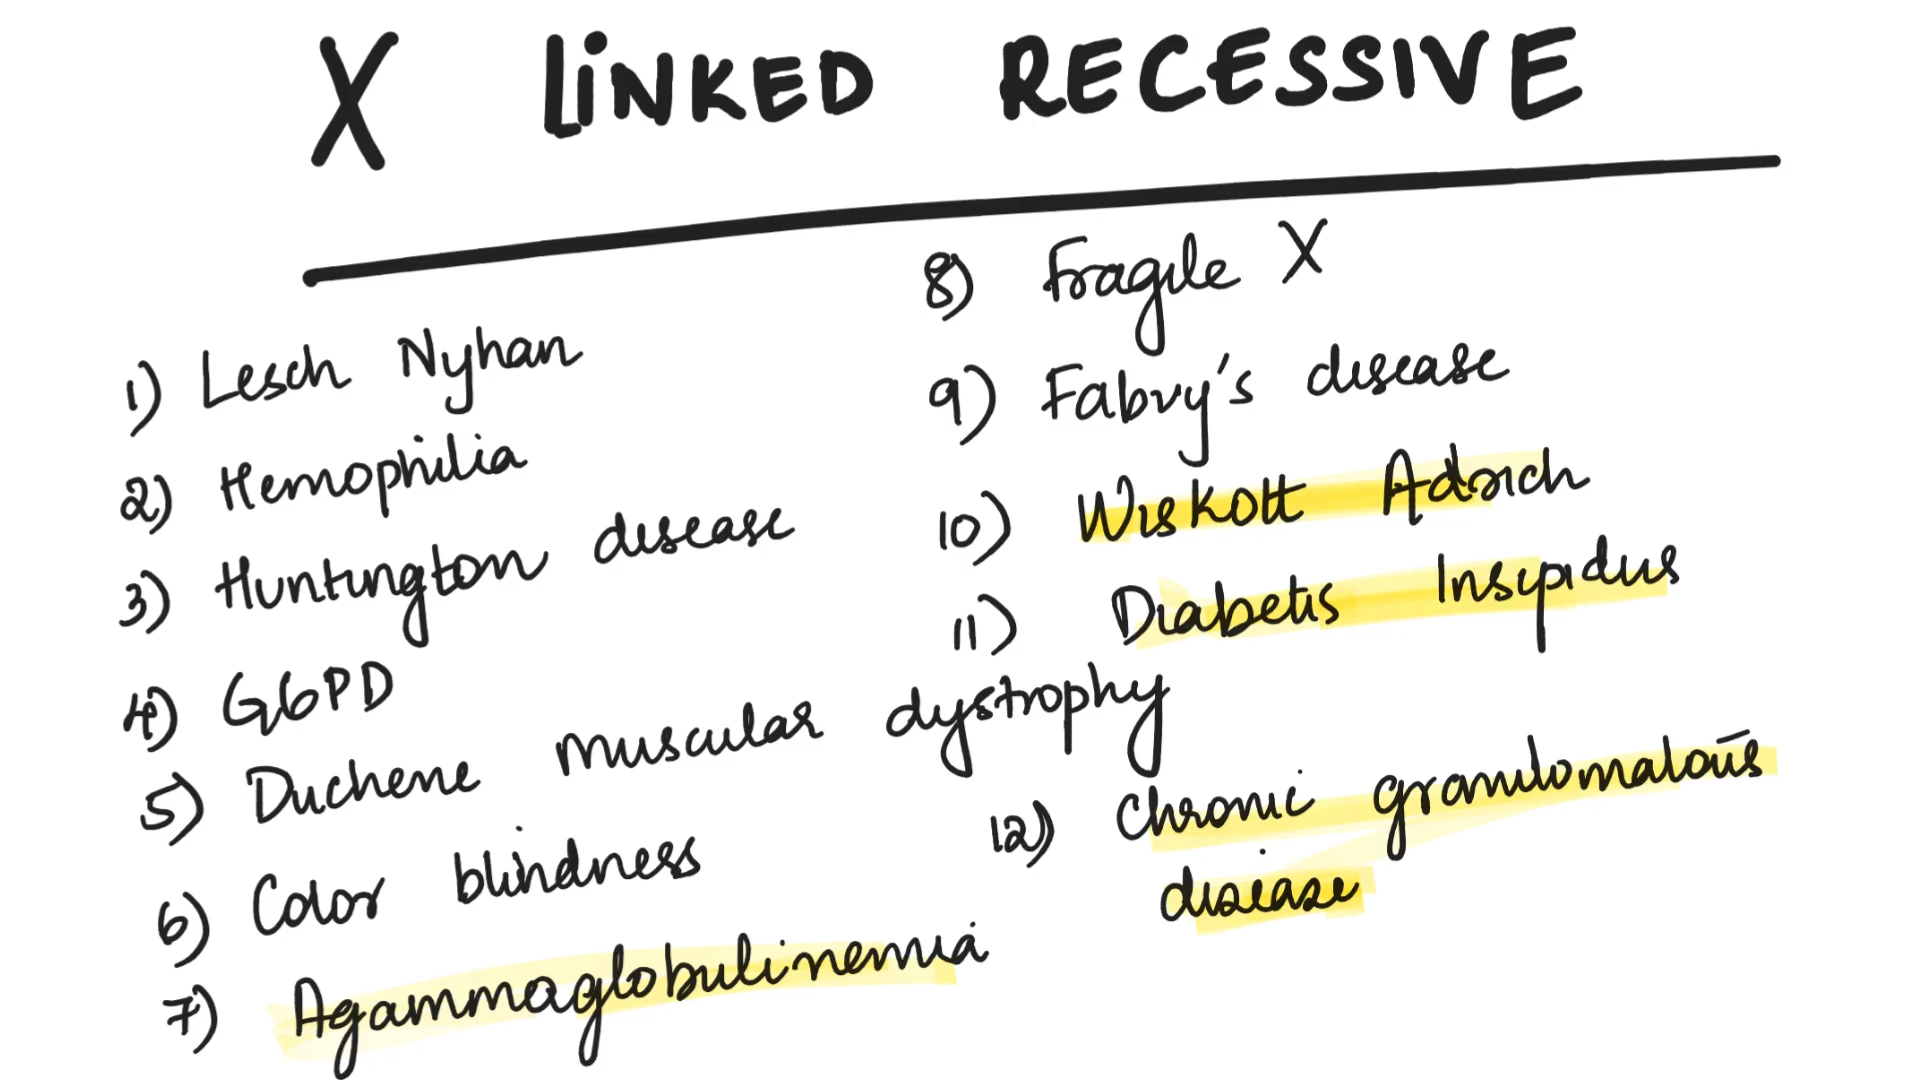 X LiNKED RECESSIVE
1) Lesch Nyhan
2) Hemophilia
3) Huntington disease
4) G6PD
5) Duchene muscular dystrophy
6) Color blindness
7) Agammaglobulinemia
8) Fragile X
9) Fabry's disease
10) Wiskott Adrich
11) Diabetis Insipidus
12) Chronic granulomatous
disease